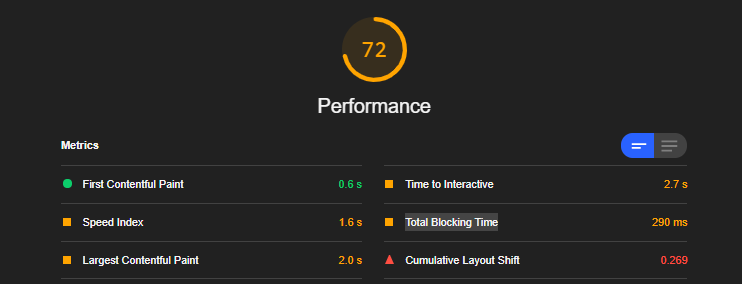 72
Performance
Metrics
First Contentful Paint 0.6 s
Time to Interactive 2.7 s
Speed Index 1.6 s
Total Blocking Time 290 ms
Largest Contentful Paint 2.0 s
Cumulative Layout Shift 0.269